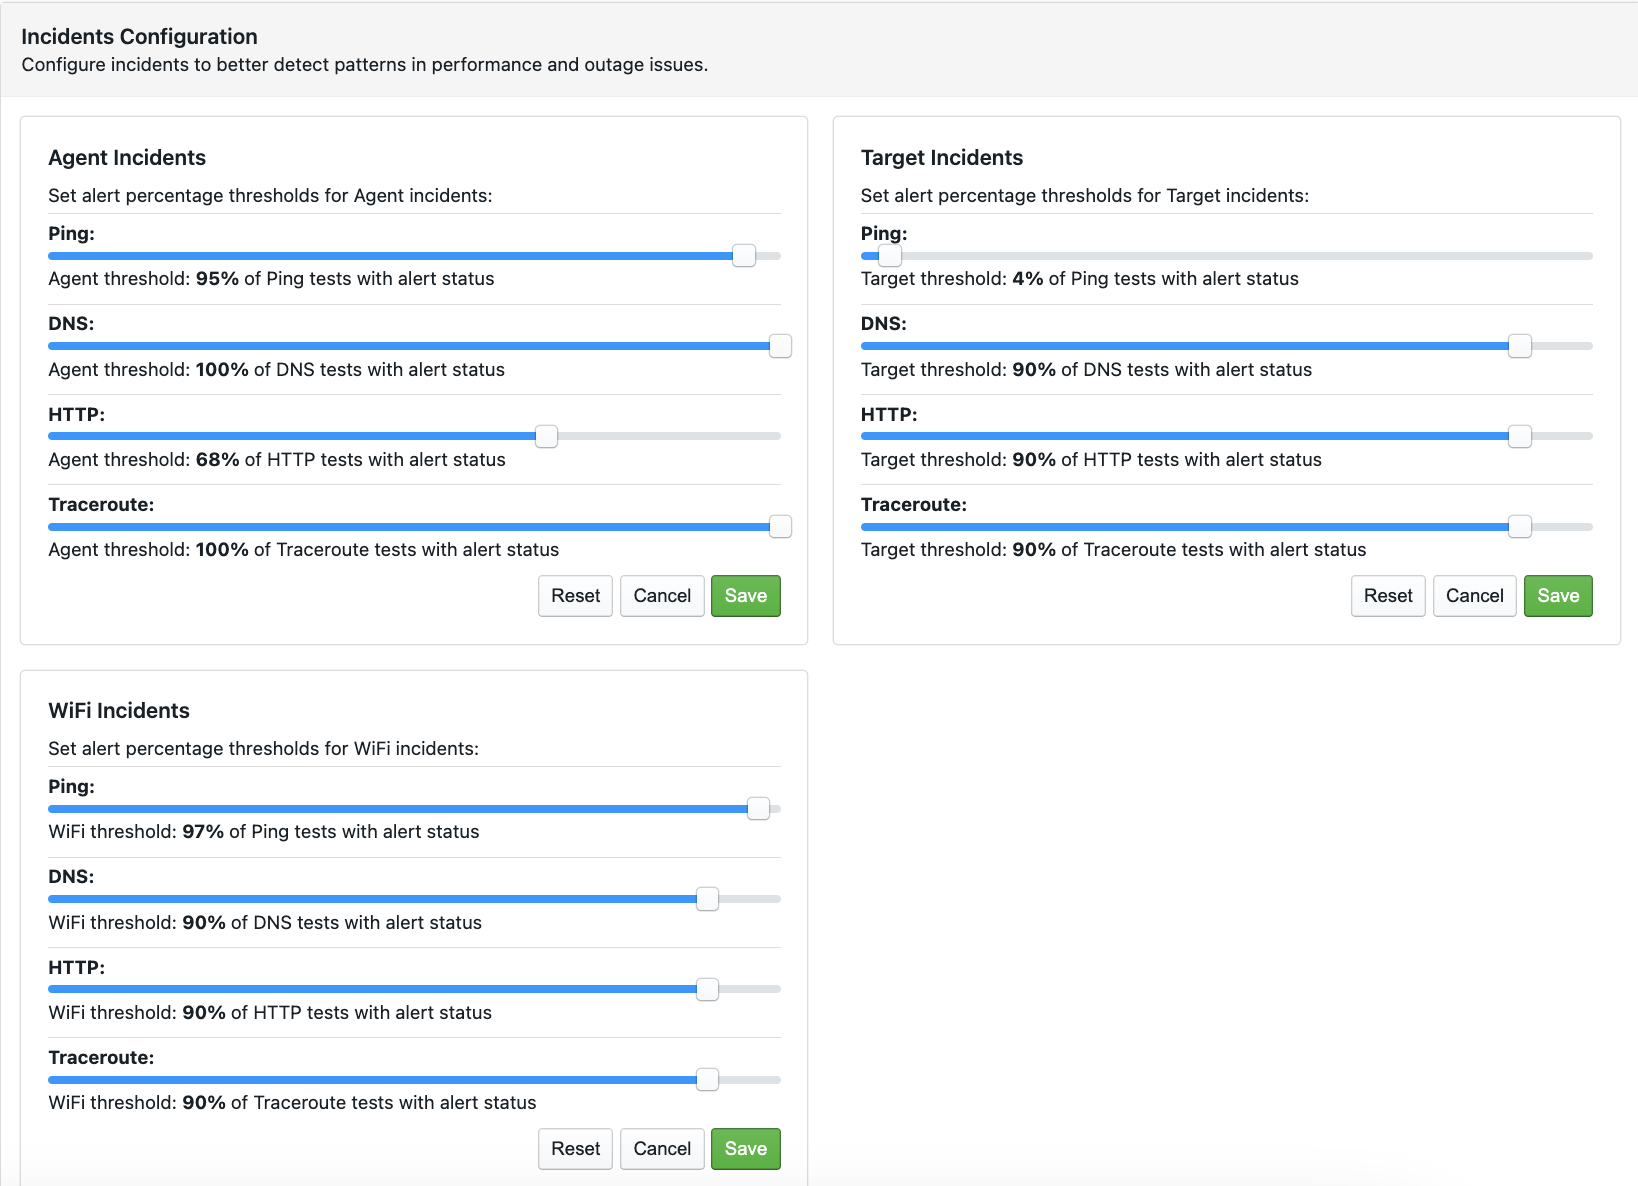 Incidents Configuration
Configure incidents to better detect patterns in performance and outage issues.
Agent Incidents
Set alert percentage thresholds for Agent incidents:
Ping:
Agent threshold: 95% of Ping tests with alert status
DNS:
Agent threshold: 100% of DNS tests with alert status
HTTP:
Agent threshold: 68% of HTTP tests with alert status
Traceroute:
Agent threshold: 100% of Traceroute tests with alert status
Reset Cancel Save
Target Incidents
Set alert percentage thresholds for Target incidents:
Ping:
Target threshold: 4% of Ping tests with alert status
DNS:
Target threshold: 90% of DNS tests with alert status
HTTP:
Target threshold: 90% of HTTP tests with alert status
Traceroute:
Target threshold: 90% of Traceroute tests with alert status
Reset Cancel Save
WiFi Incidents
Set alert percentage thresholds for WiFi incidents:
Ping:
WiFi threshold: 97% of Ping tests with alert status
DNS:
WiFi threshold: 90% of DNS tests with alert status
HTTP:
WiFi threshold: 90% of HTTP tests with alert status
Traceroute:
WiFi threshold: 90% of Traceroute tests with alert status
Reset Cancel Save